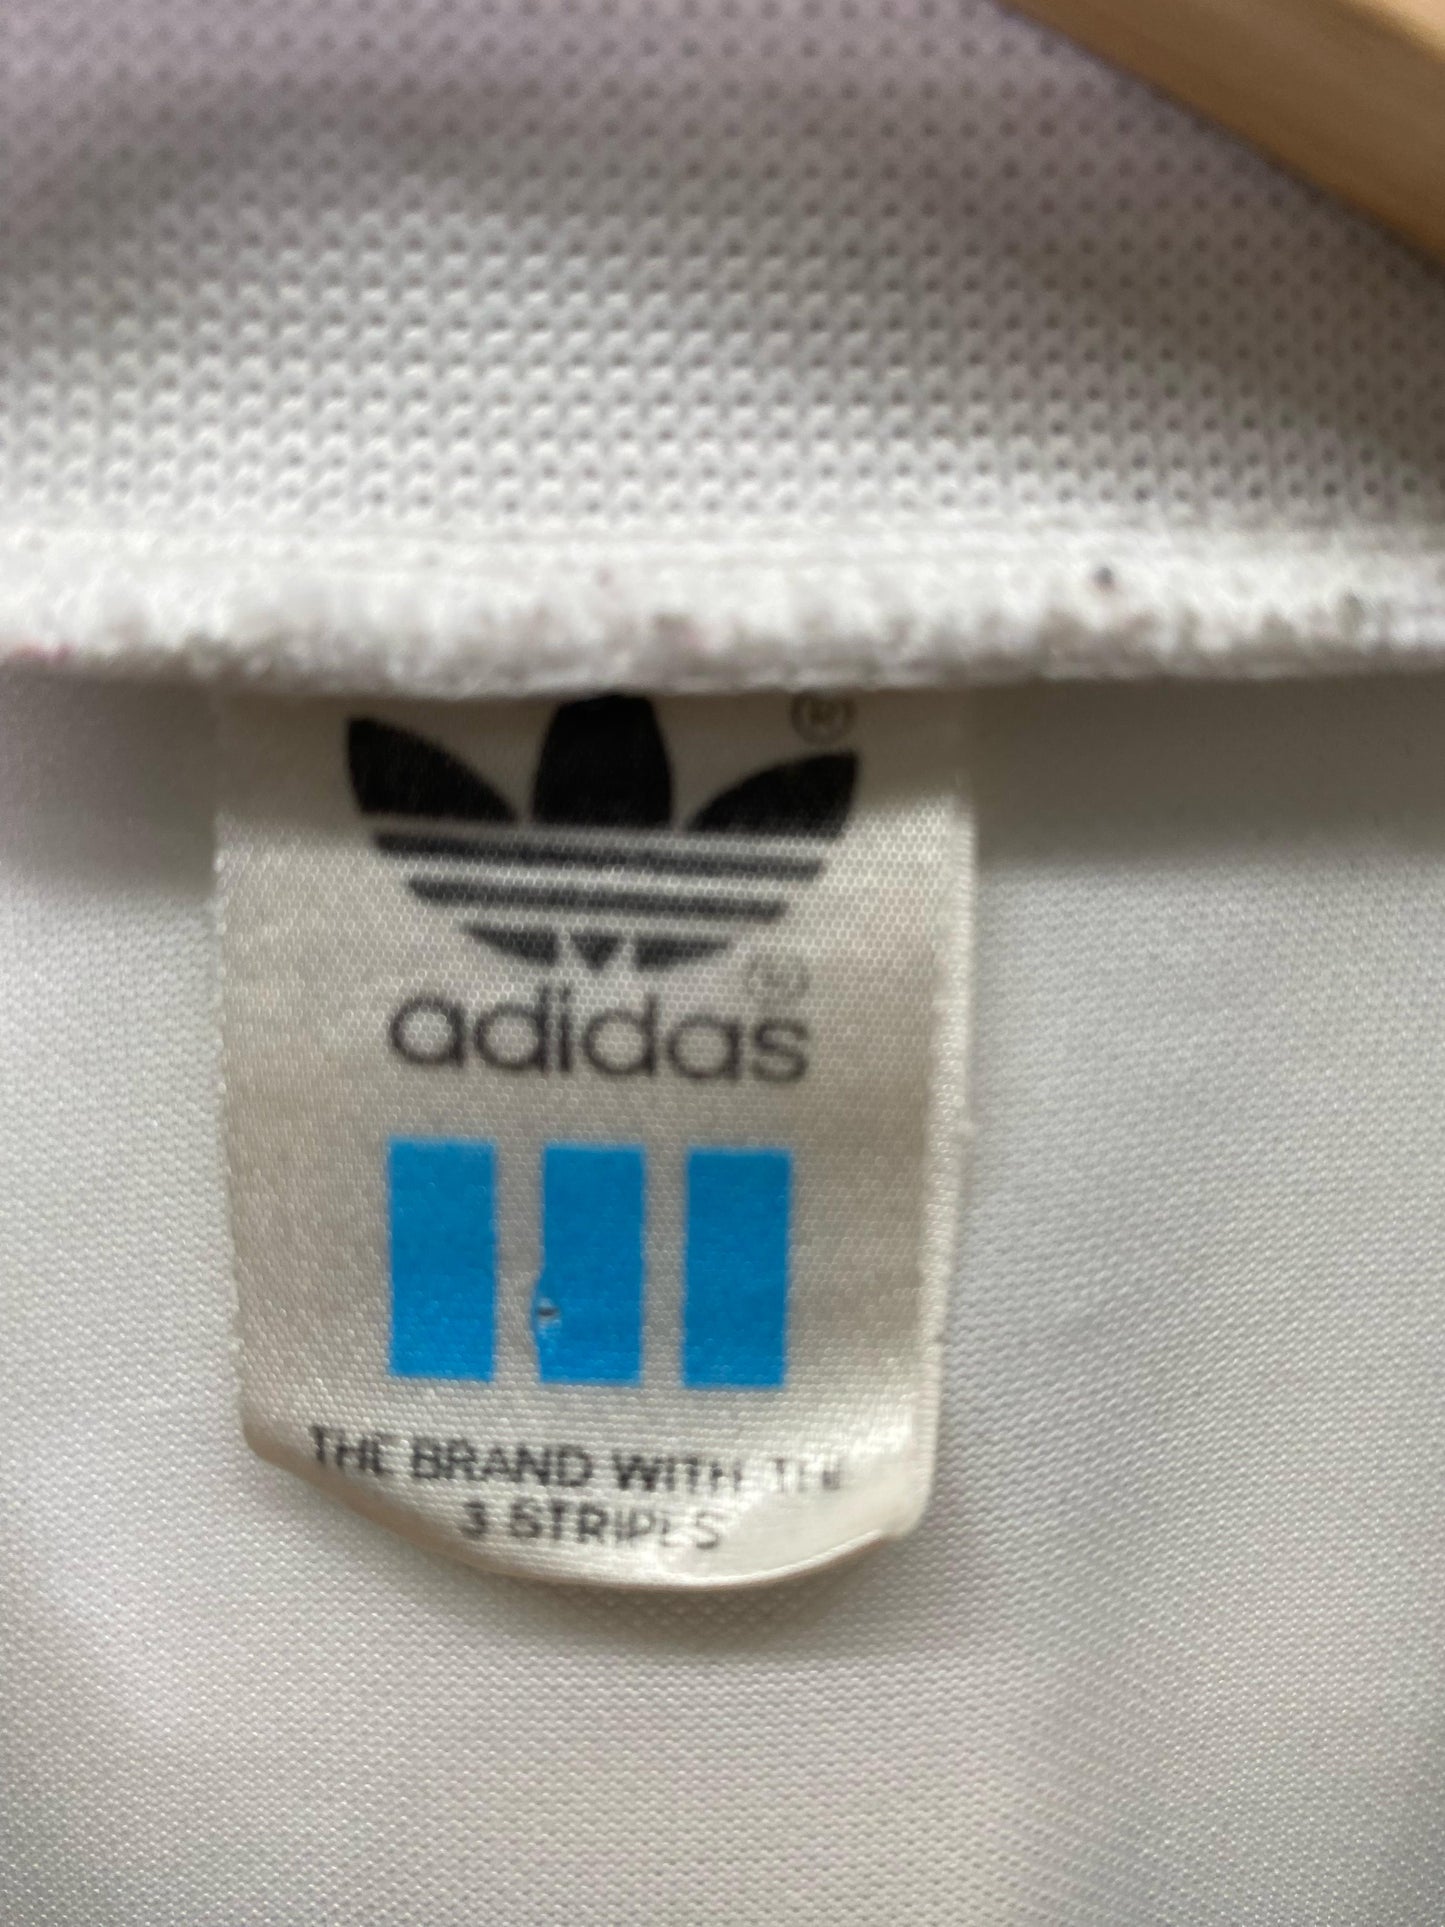 ®
adidas
®
THE BRAND WITH THE
3 STRIPES